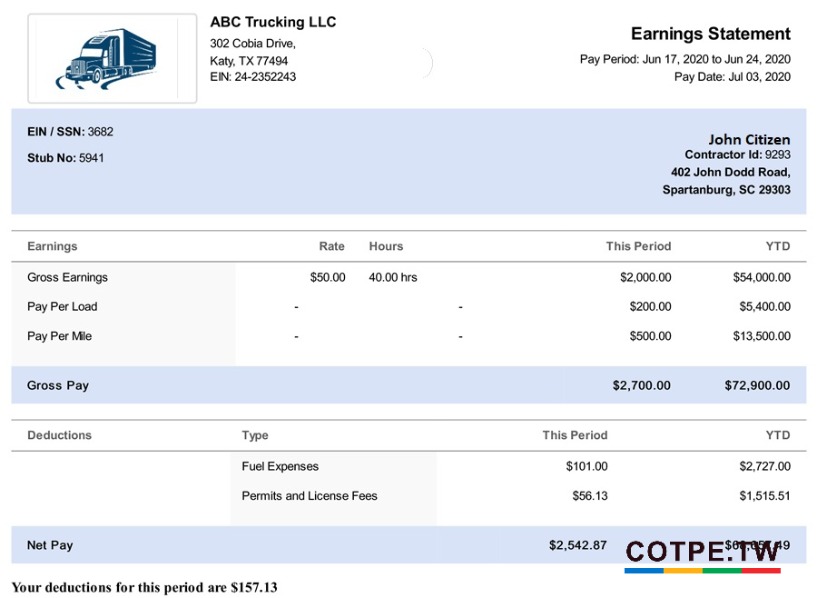 ABC Trucking LLC
302 Cobia Drive,
Katy, TX 77494
EIN: 24-2352243
Earnings Statement
Pay Period: Jun 17, 2020 to Jun 24, 2020
Pay Date: Jul 03, 2020
EIN / SSN: 3682
Stub No: 5941
John Citizen
Contractor Id: 9293
402 John Dodd Road,
Spartanburg, SC 29303
Earnings Rate Hours This Period YTD
Gross Earnings $50.00 40.00 hrs $2,000.00 $54,000.00
Pay Per Load - - $200.00 $5,400.00
Pay Per Mile - - $500.00 $13,500.00
Gross Pay $2,700.00 $72,900.00
Deductions Type This Period YTD
Fuel Expenses $101.00 $2,727.00
Permits and License Fees $56.13 $1,515.51
Net Pay $2,542.87
COTPE.TW
Your deductions for this period are $157.13